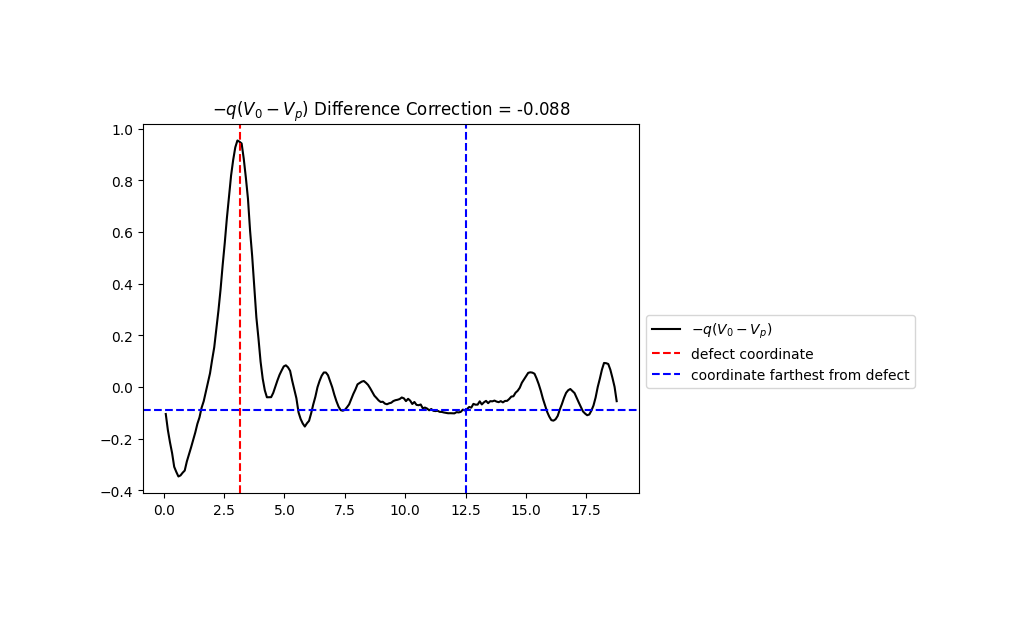 −q(V₀ − Vₚ) Difference Correction = -0.088
1.0
0.8
0.6
0.4
0.2
0.0
−0.2
−0.4
0.0 2.5 5.0 7.5 10.0 12.5 15.0 17.5
−q(V₀ − Vₚ)
defect coordinate
coordinate farthest from defect